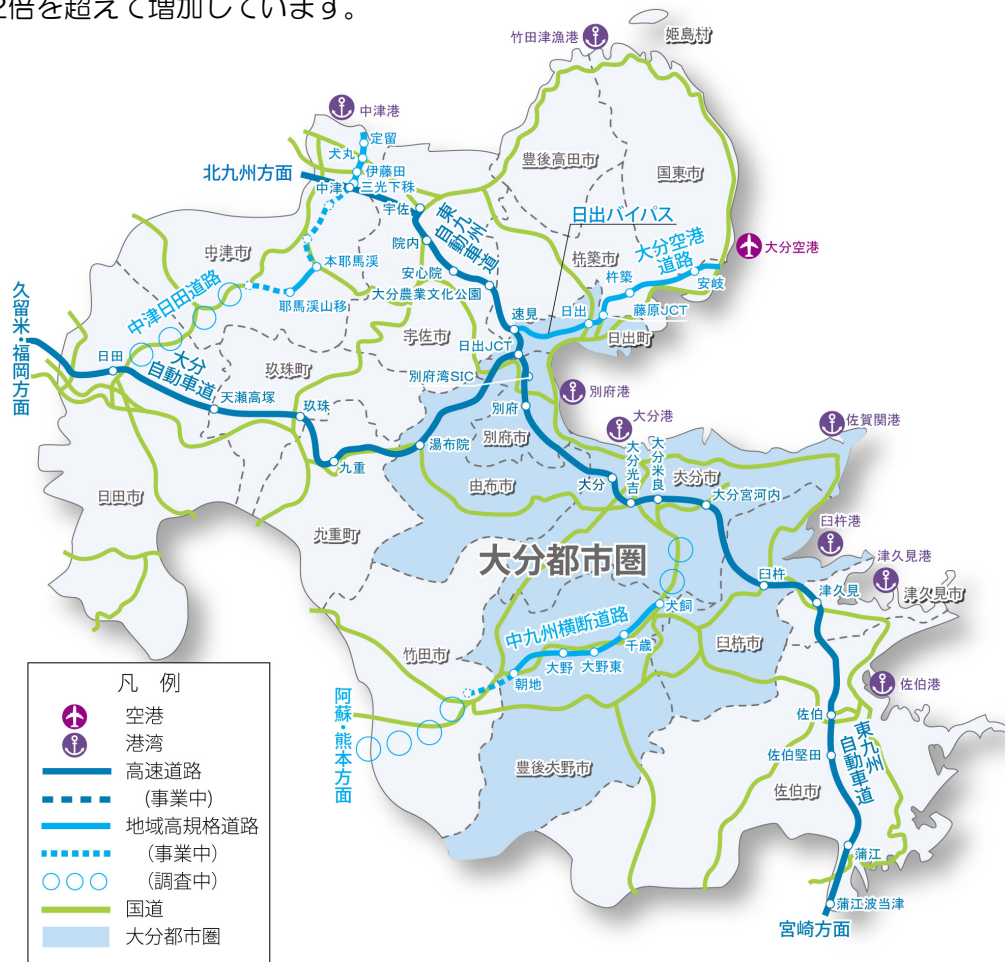 2倍を超えて増加しています。
竹田津漁港
姫島村
中津港
定留
犬丸
伊藤田
北九州方面
中津
三光下秣
豊後高田市
国東市
宇佐
東九州
自動車道
日出バイパス
院内
中津市
本耶馬渓
安心院
杵築市
大分空港
道路
大分空港
杵築
安岐
大分農業文化公園
中津日田道路
耶馬渓山移
速見
日出
藤原JCT
久留米・福岡方面
宇佐市
日出JCT
日出町
日田
大分
自動車道
玖珠町
別府湾SIC
別府港
天瀬高塚
玖珠
別府
大分港
佐賀関港
湯布院
別府市
大分光吉
大分米良
九重
大分市
日田市
由布市
大分
大分宮河内
九重町
臼杵港
大分都市圏
津久見港
臼杵
津久見
津久見市
犬飼
中九州横断道路
千歳
臼杵市
竹田市
大野
大野東
朝地
佐伯港
阿蘇・熊本方面
佐伯
東九州
自動車道
佐伯堅田
豊後大野市
佐伯市
蒲江
蒲江波当津
宮崎方面
凡 例
空港
港湾
高速道路
(事業中)
地域高規格道路
(事業中)
(調査中)
国道
大分都市圏